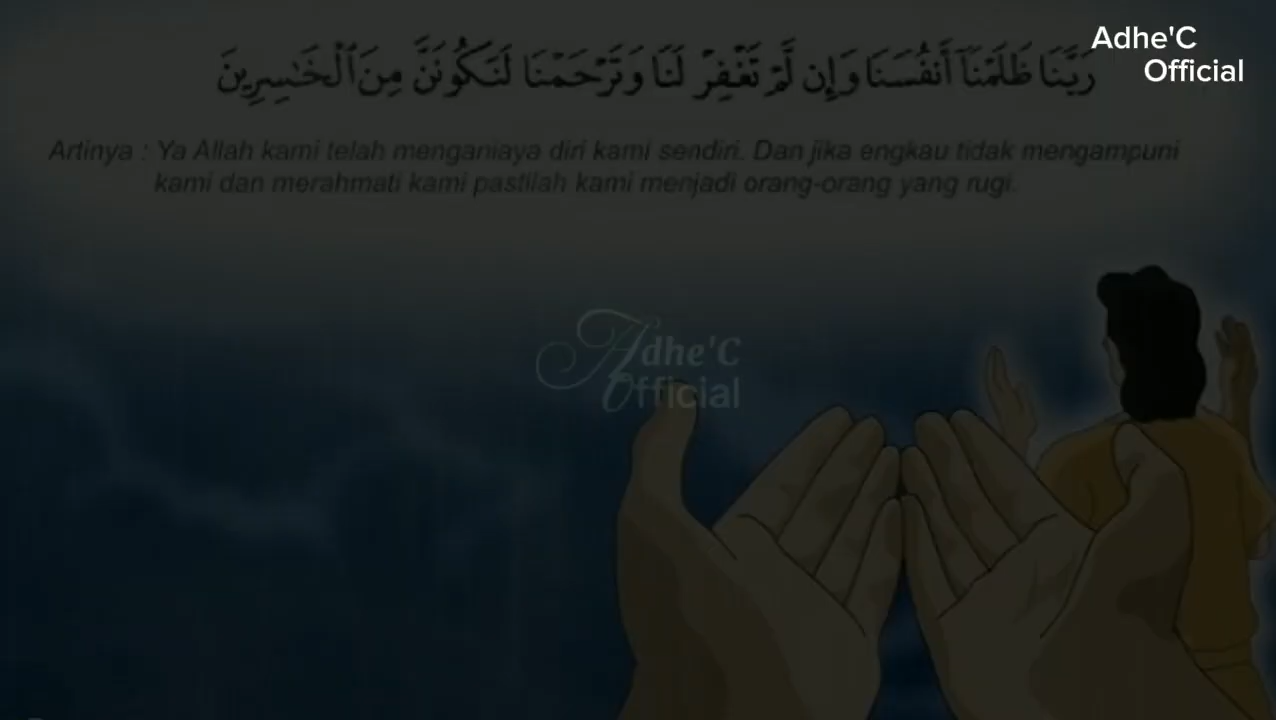 Adhe'C
Official
رَبَّنَا ظَلَمْنَآ أَنفُسَنَا وَإِن لَّمْ تَغْفِرْ لَنَا وَتَرْحَمْنَا لَنَكُونَنَّ مِنَ ٱلْخَٰسِرِينَ
Artinya : Ya Allah kami telah menganiaya diri kami sendiri. Dan jika engkau tidak mengampuni
kami dan merahmati kami pastilah kami menjadi orang-orang yang rugi.
Adhe'C
Official